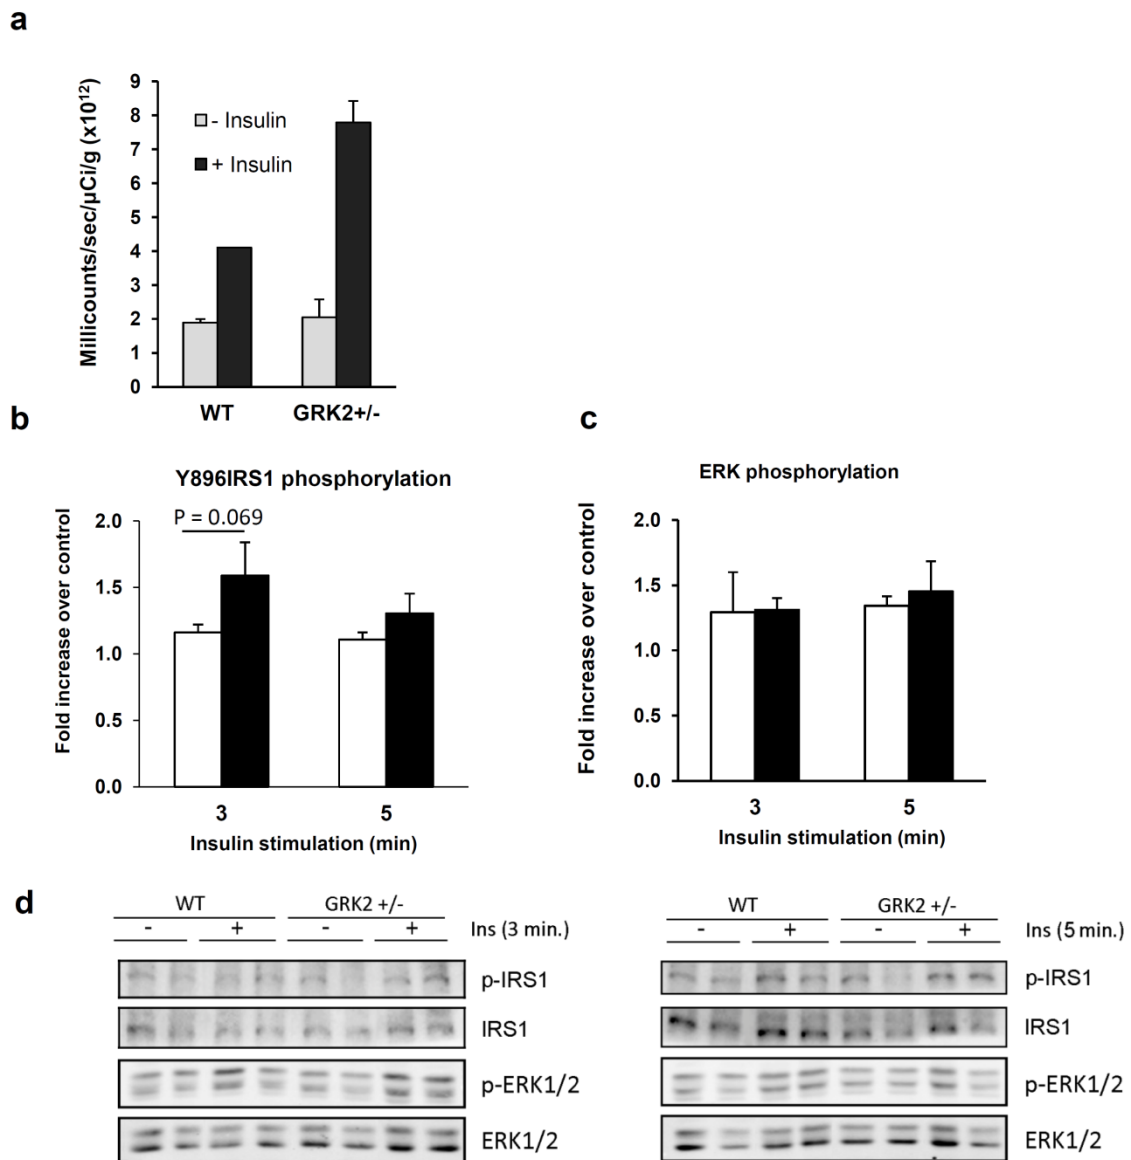 a
Millicounts/sec/µCi/g (x10¹²)
9
8
7
6
5
4
3
2
1
0
- Insulin
+ Insulin
WT GRK2+/-
b
Y896IRS1 phosphorylation
P = 0.069
Fold increase over control
2.0
1.5
1.0
0.5
0.0
3 5
Insulin stimulation (min)
c
ERK phosphorylation
Fold increase over control
2.0
1.5
1.0
0.5
0.0
3 5
Insulin stimulation (min)
d
WT GRK2 +/-
- + - + Ins (3 min.)
p-IRS1
IRS1
p-ERK1/2
ERK1/2
WT GRK2 +/-
- + - + Ins (5 min.)
p-IRS1
IRS1
p-ERK1/2
ERK1/2